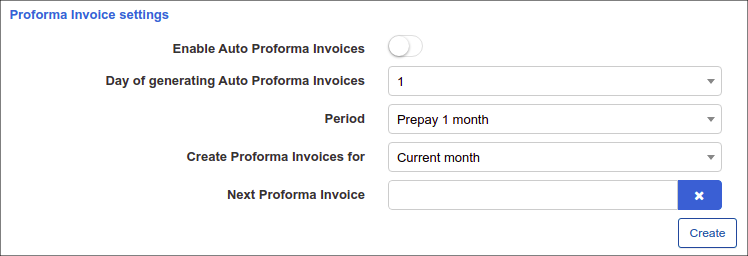 Proforma Invoice settings
Enable Auto Proforma Invoices
Day of generating Auto Proforma Invoices 1
Period Prepay 1 month
Create Proforma Invoices for Current month
Next Proforma Invoice
Create